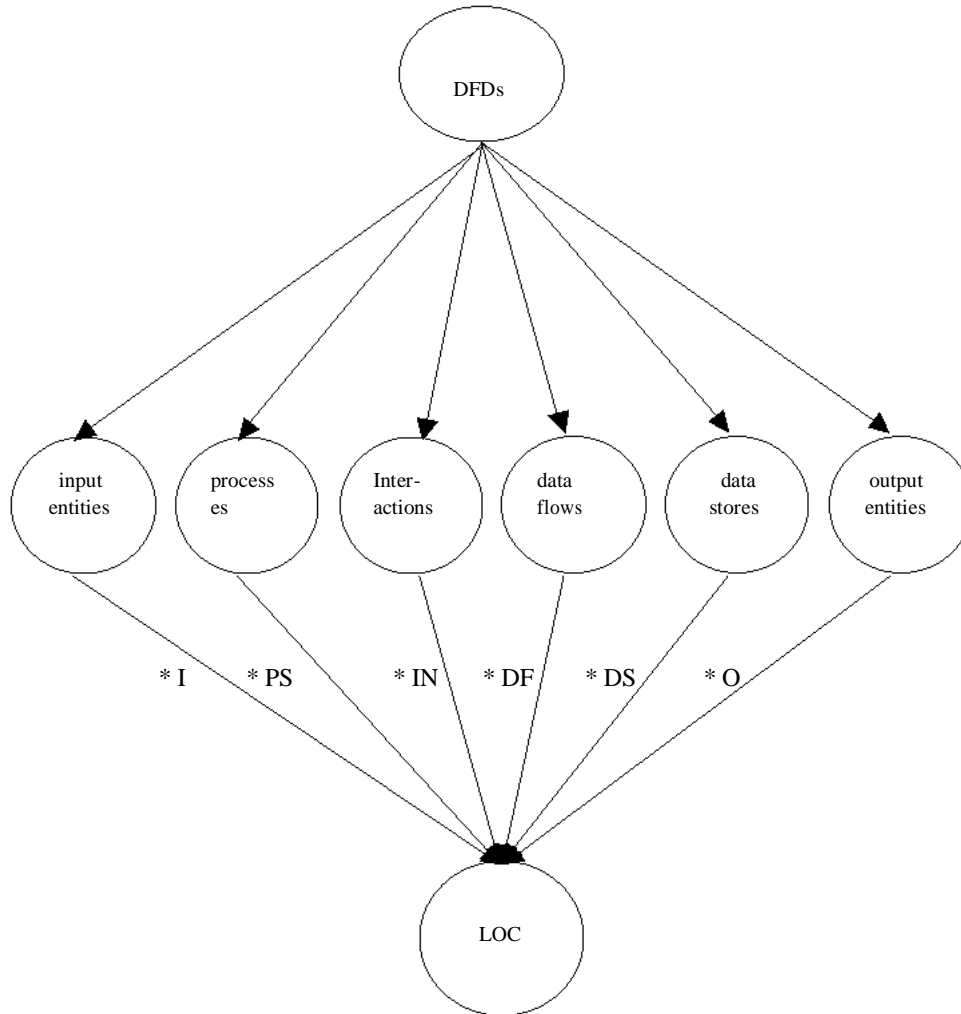 DFDs
input
entities
process
es
Inter-
actions
data
flows
data
stores
output
entities
* I
* PS
* IN
* DF
* DS
* O
LOC